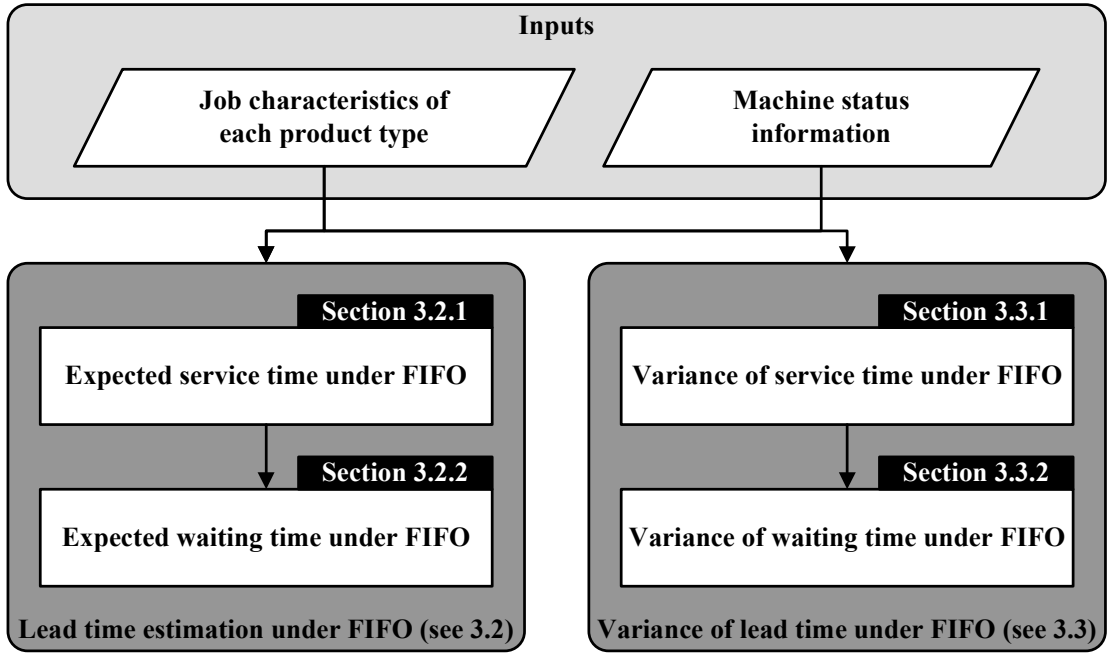 Inputs
Job characteristics of
each product type
Machine status
information
Section 3.2.1
Expected service time under FIFO
Section 3.2.2
Expected waiting time under FIFO
Lead time estimation under FIFO (see 3.2)
Section 3.3.1
Variance of service time under FIFO
Section 3.3.2
Variance of waiting time under FIFO
Variance of lead time under FIFO (see 3.3)